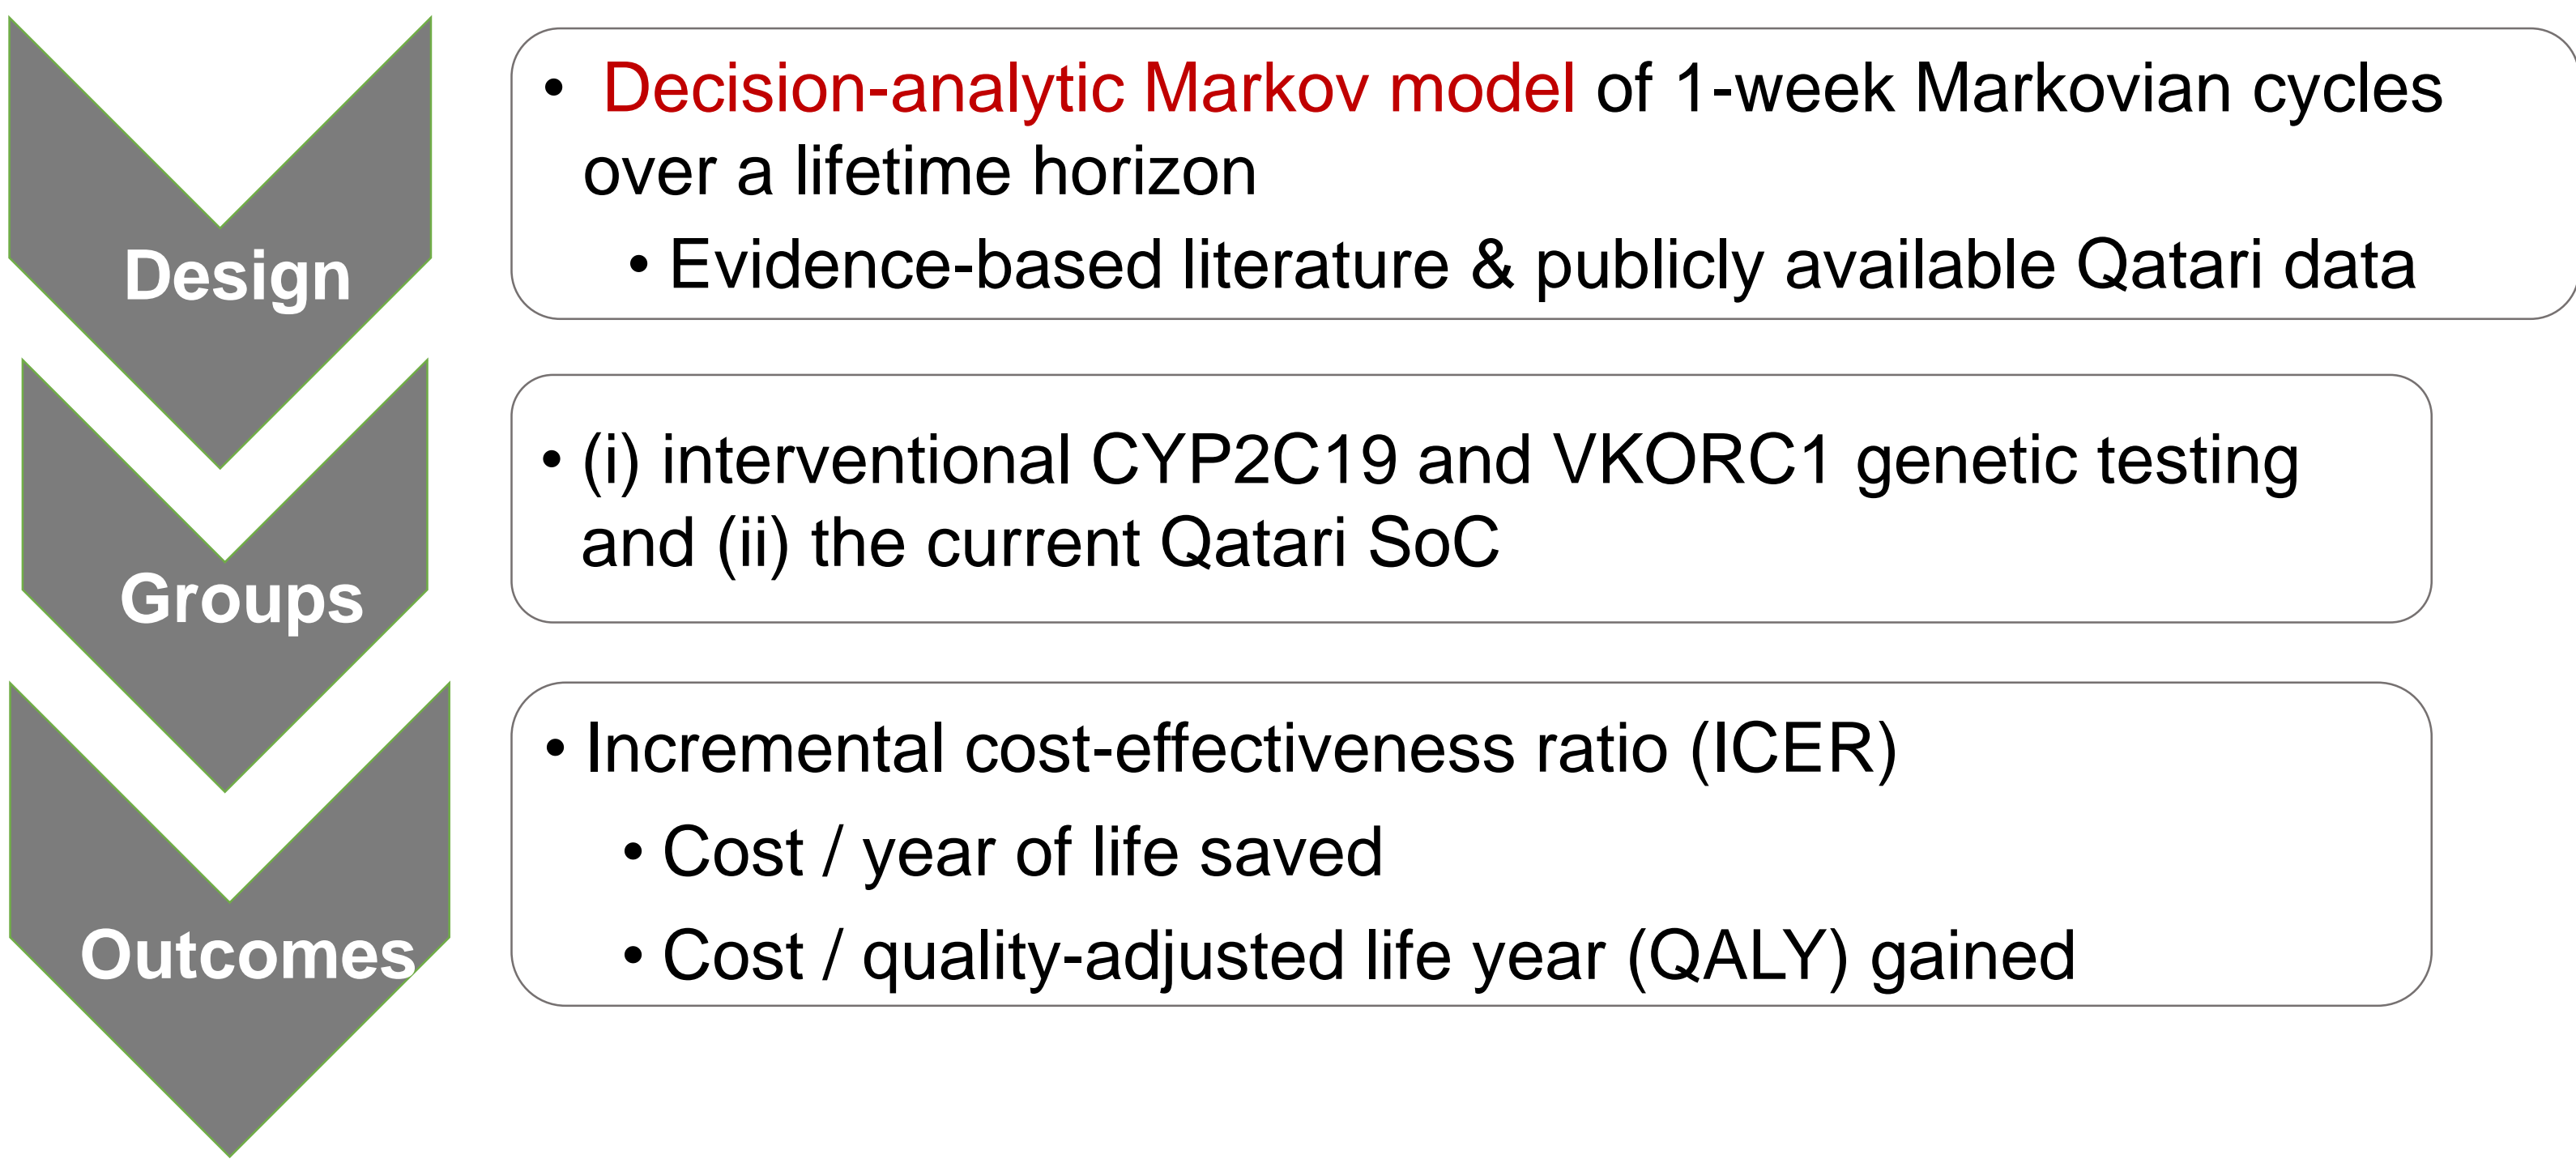 Design
• Decision-analytic Markov model of 1-week Markovian cycles
over a lifetime horizon
• Evidence-based literature & publicly available Qatari data
Groups
• (i) interventional CYP2C19 and VKORC1 genetic testing
and (ii) the current Qatari SoC
Outcomes
• Incremental cost-effectiveness ratio (ICER)
• Cost / year of life saved
• Cost / quality-adjusted life year (QALY) gained